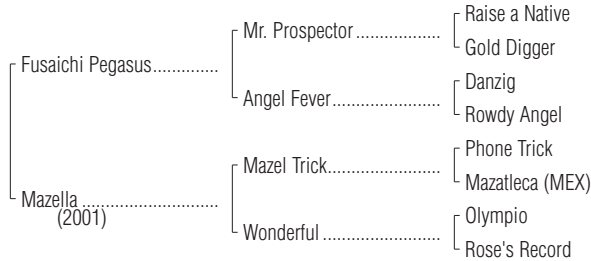 Raise a Native
Mr. Prospector..................
Gold Digger
Fusaichi Pegasus..............
Danzig
Angel Fever.......................
Rowdy Angel
Phone Trick
Mazel Trick........................
Mazatleca (MEX)
Mazella .............................
(2001)
Olympio
Wonderful .........................
Rose's Record